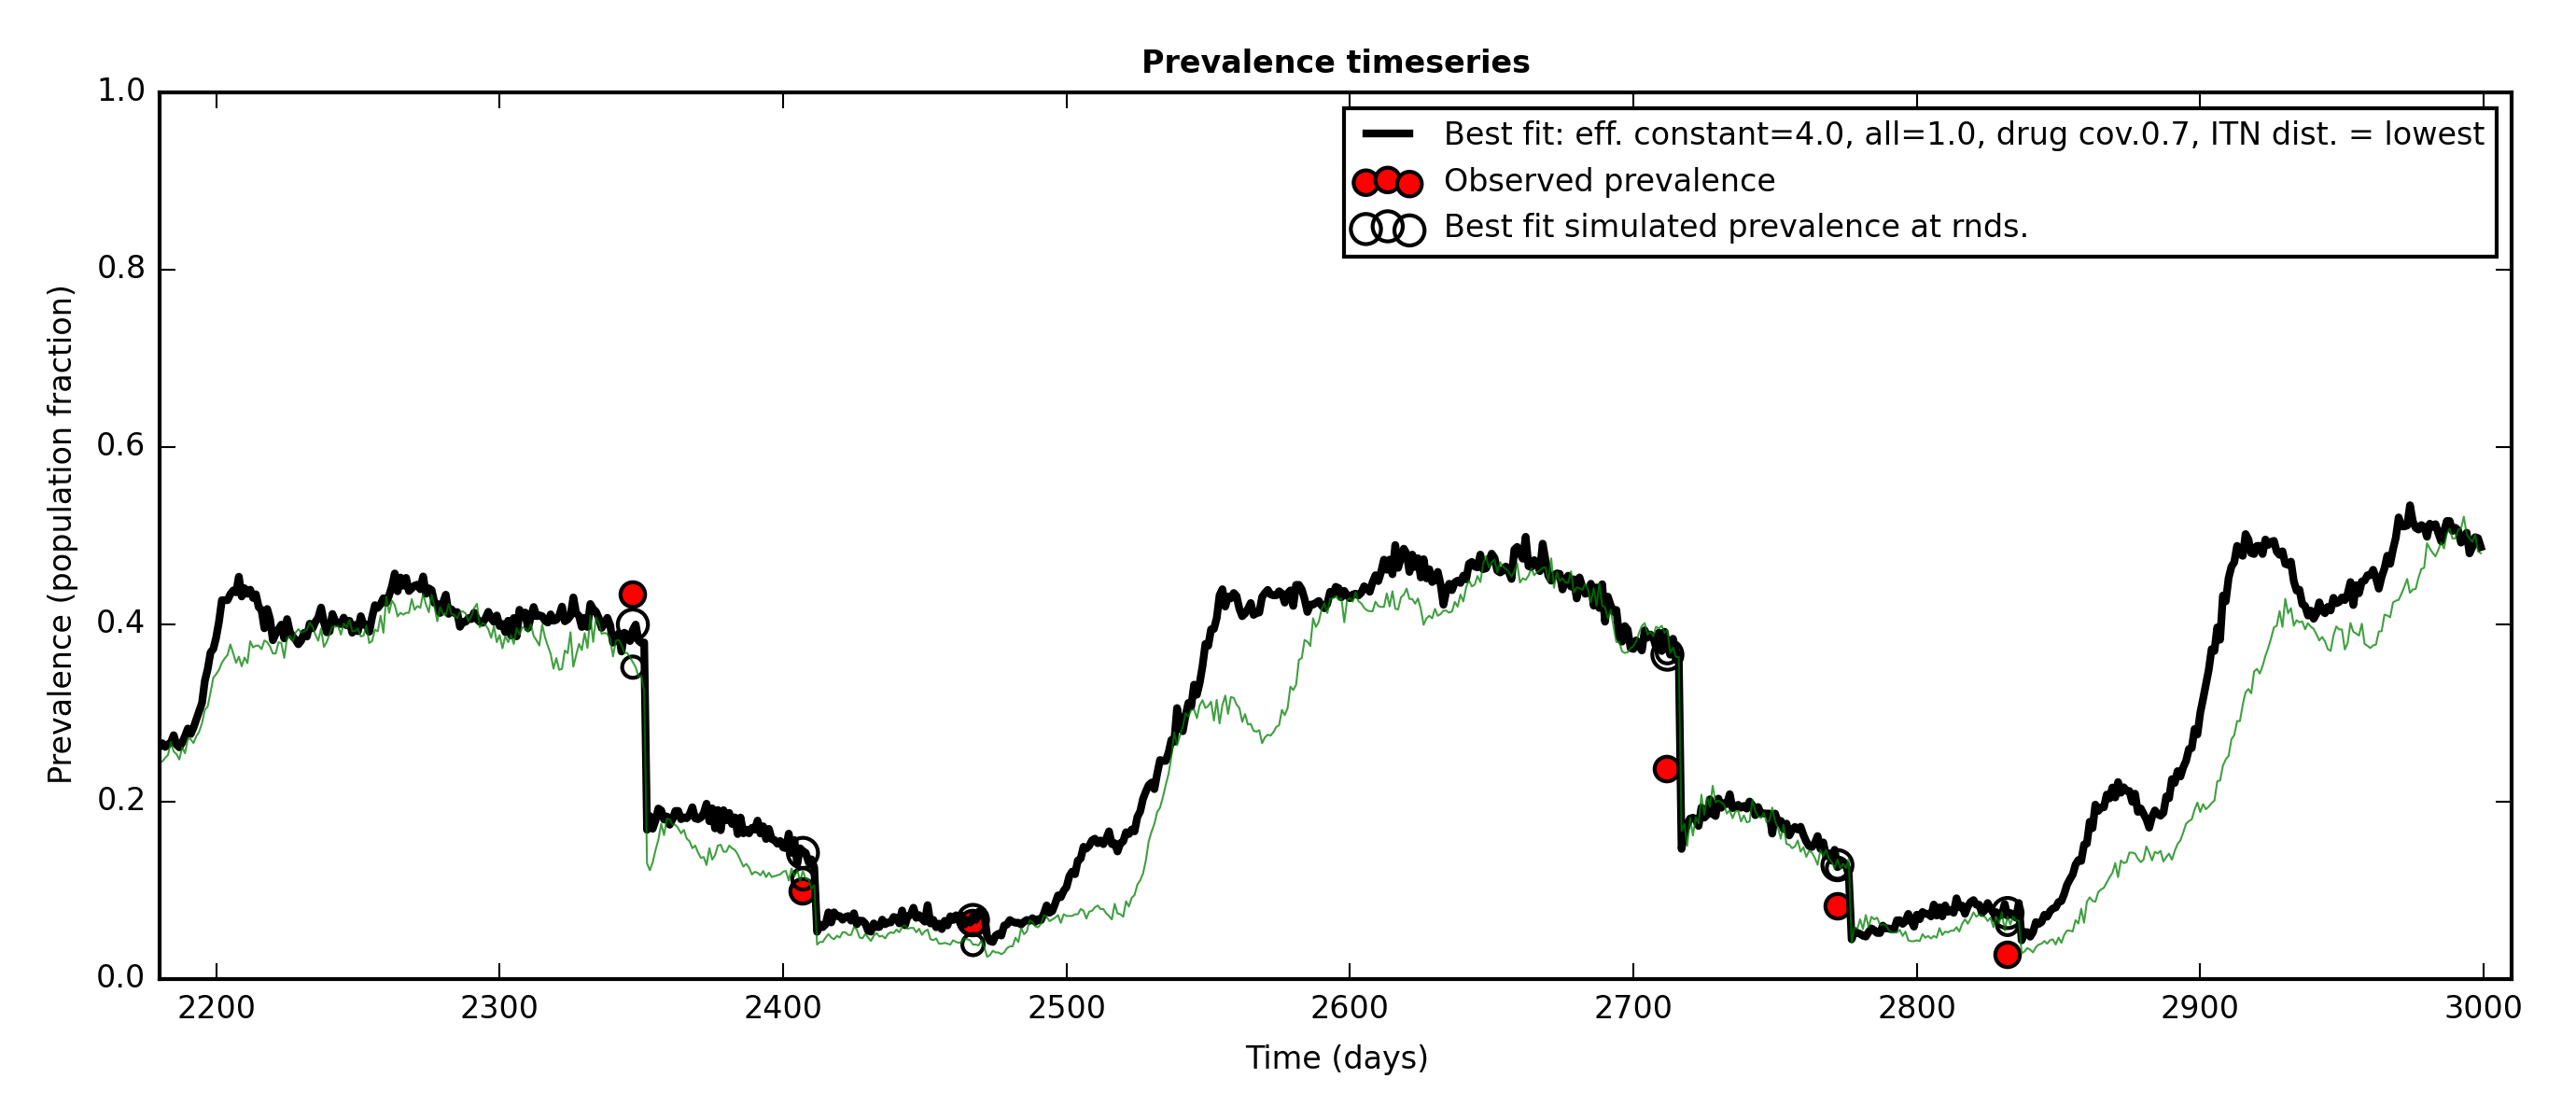 Prevalence timeseries
Best fit: eff. constant=4.0, all=1.0, drug cov.0.7, ITN dist. = lowest
Observed prevalence
Best fit simulated prevalence at rnds.
Prevalence (population fraction)
1.0
0.8
0.6
0.4
0.2
0.0
2200 2300 2400 2500 2600 2700 2800 2900 3000
Time (days)